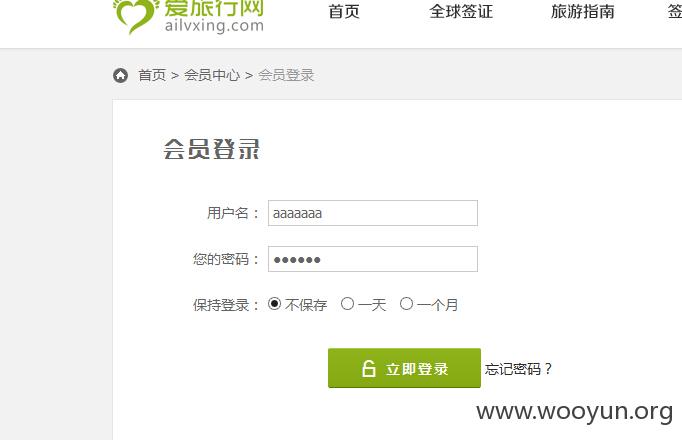 爱旅行网
ailvxing.com
首页 全球签证 旅游指南 签
首页 > 会员中心 > 会员登录
会员登录
用户名： aaaaaaa
您的密码： ●●●●●●
保持登录： 不保存 一天 一个月
立即登录 忘记密码？
www.wooyun.org